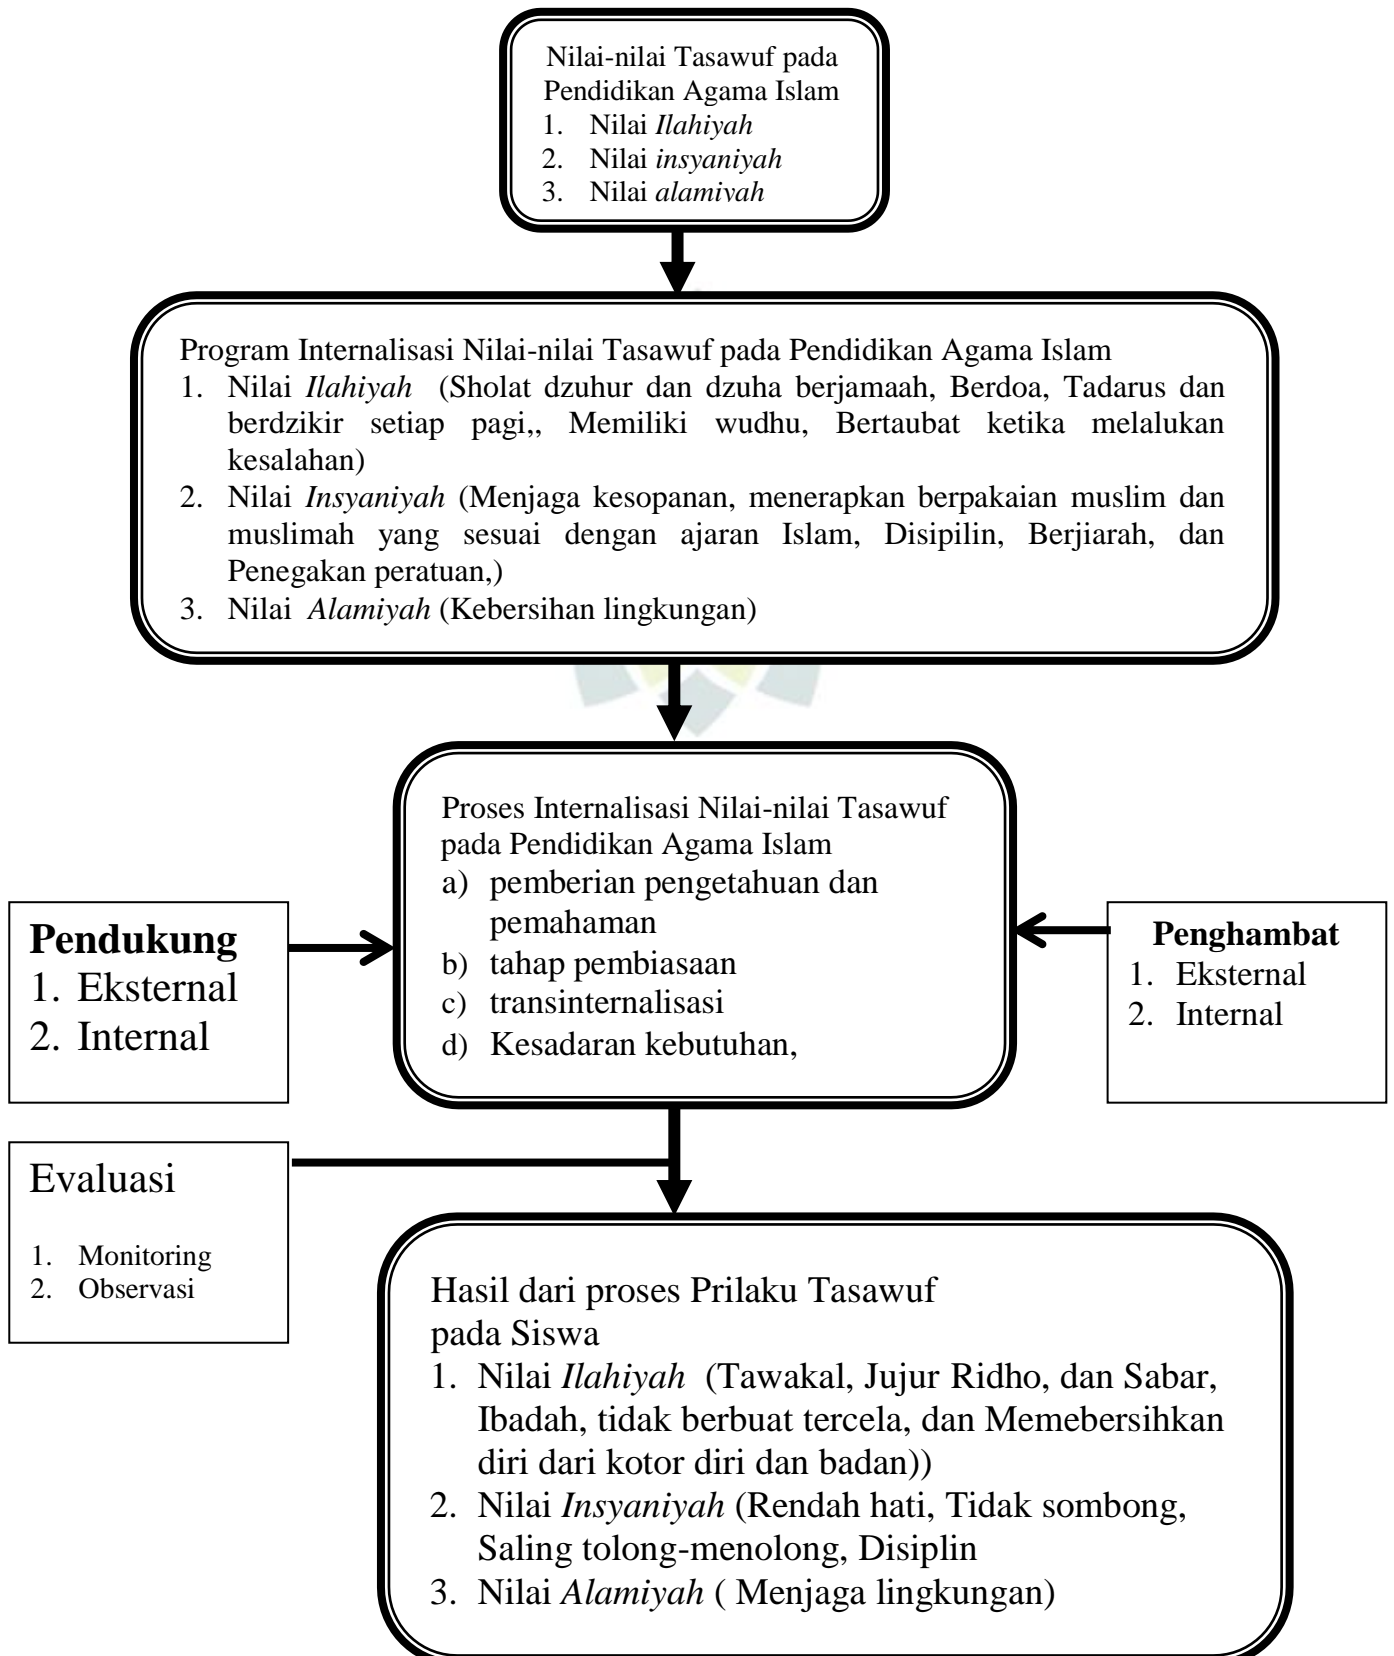 Nilai-nilai Tasawuf pada
Pendidikan Agama Islam
1. Nilai Ilahiyah
2. Nilai insyaniyah
3. Nilai alamiyah
Program Internalisasi Nilai-nilai Tasawuf pada Pendidikan Agama Islam
1. Nilai Ilahiyah (Sholat dzuhur dan dzuha berjamaah, Berdoa, Tadarus dan
berdzikir setiap pagi,, Memiliki wudhu, Bertaubat ketika melalukan
kesalahan)
2. Nilai Insyaniyah (Menjaga kesopanan, menerapkan berpakaian muslim dan
muslimah yang sesuai dengan ajaran Islam, Disipilin, Berjiarah, dan
Penegakan peratuan,)
3. Nilai Alamiyah (Kebersihan lingkungan)
Proses Internalisasi Nilai-nilai Tasawuf
pada Pendidikan Agama Islam
a) pemberian pengetahuan dan
pemahaman
b) tahap pembiasaan
c) transinternalisasi
d) Kesadaran kebutuhan,
Pendukung
1. Eksternal
2. Internal
Penghambat
1. Eksternal
2. Internal
Evaluasi
1. Monitoring
2. Observasi
Hasil dari proses Prilaku Tasawuf
pada Siswa
1. Nilai Ilahiyah (Tawakal, Jujur Ridho, dan Sabar,
Ibadah, tidak berbuat tercela, dan Memebersihkan
diri dari kotor diri dan badan))
2. Nilai Insyaniyah (Rendah hati, Tidak sombong,
Saling tolong-menolong, Disiplin
3. Nilai Alamiyah ( Menjaga lingkungan)